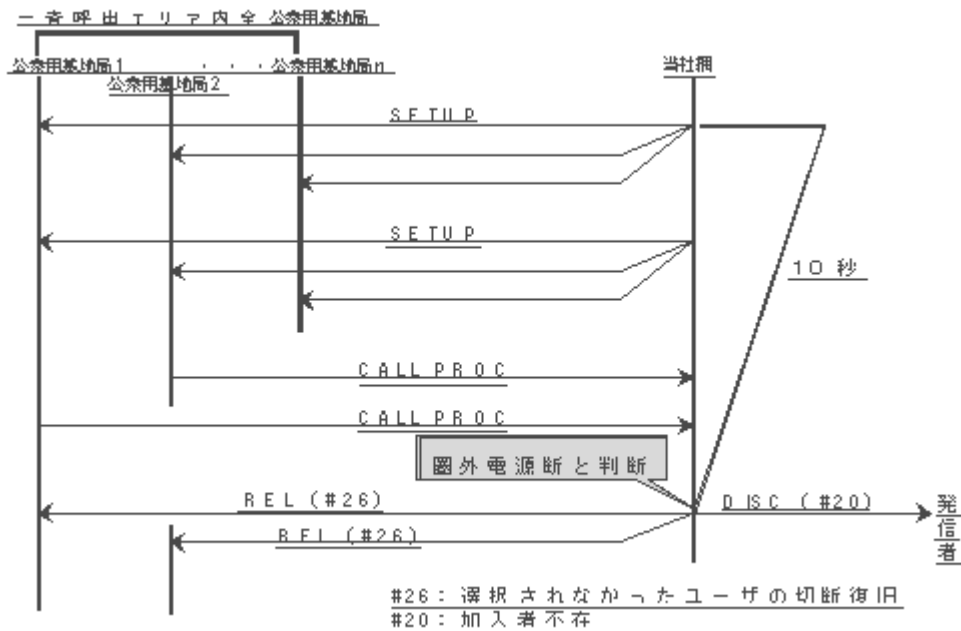 一斉呼出エリア内全公衆用基地局
公衆用基地局1 ・・・公衆用基地局n 当社網
公衆用基地局2
SETUP
SETUP
10秒
CALL PROC
CALL PROC
圏外電源断と判断
REL (#26) DISC (#20) 発信者
REL (#26)
#26: 選択されなかったユーザの切断復旧
#20: 加入者不在